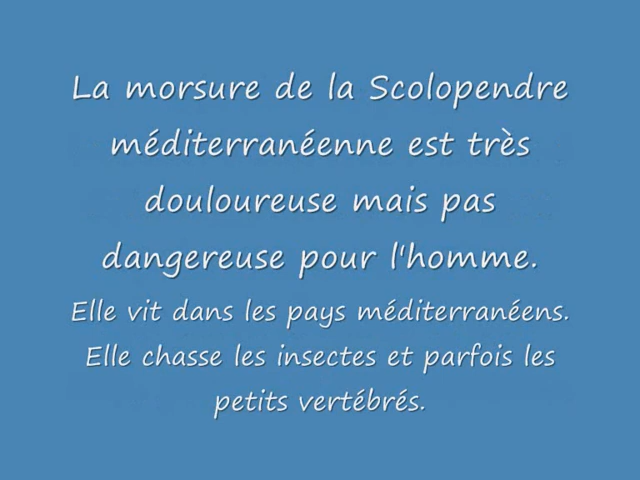 La morsure de la Scolopendre
méditerranéenne est très
douloureuse mais pas
dangereuse pour l'homme.
Elle vit dans les pays méditerranéens.
Elle chasse les insectes et parfois les
petits vertébrés.